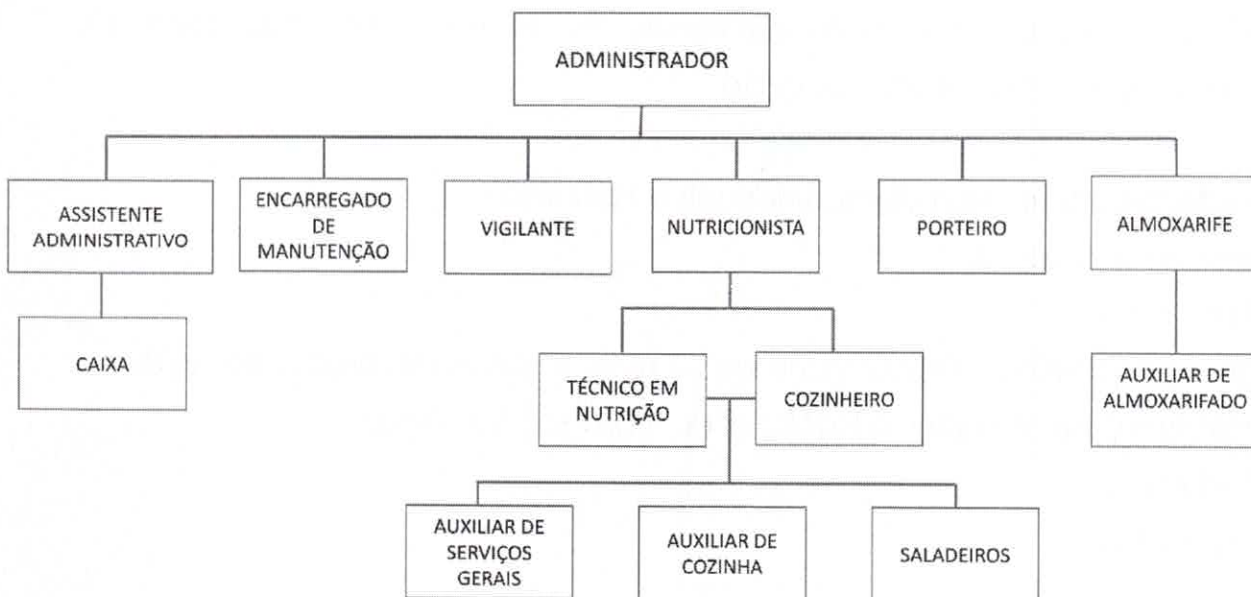 ADMINISTRADOR
ASSISTENTE
ADMINISTRATIVO
ENCARREGADO
DE
MANUTENÇÃO
VIGILANTE
NUTRICIONISTA
PORTEIRO
ALMOXARIFE
CAIXA
TÉCNICO EM
NUTRIÇÃO
COZINHEIRO
AUXILIAR DE
ALMOXARIFADO
AUXILIAR DE
SERVIÇOS
GERAIS
AUXILIAR DE
COZINHA
SALADEIROS